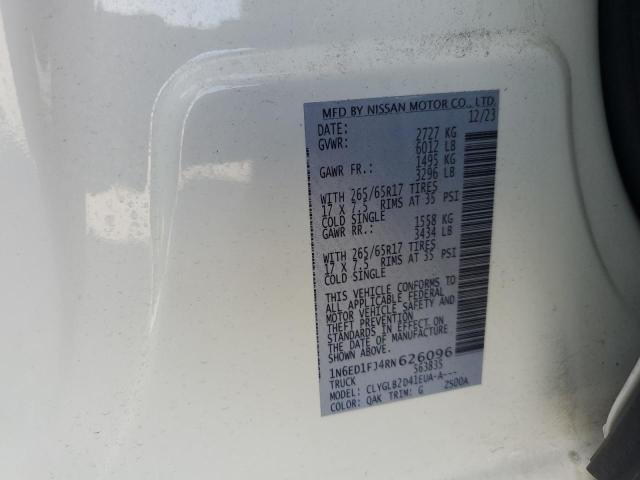 MFD BY NISSAN MOTOR CO., LTD.
DATE: 12/23
GVWR: 2727 KG
6012 LB
GAWR FR.: 1495 KG
3296 LB
WITH 265/65R17 TIRES
17 X 7.5 RIMS AT 35 PSI
COLD SINGLE
GAWR RR.: 1558 KG
3434 LB
WITH 265/65R17 TIRES
17 X 7.5 RIMS AT 35 PSI
COLD SINGLE
THIS VEHICLE CONFORMS TO
ALL APPLICABLE FEDERAL
MOTOR VEHICLE SAFETY AND
THEFT PREVENTION
STANDARDS IN EFFECT ON
THE DATE OF MANUFACTURE
SHOWN ABOVE.
1N6ED1FJ4RN626096
TRUCK 563835
MODEL: CLYGLB2D41EUA-A---
COLOR: QAK TRIM: G 2500A